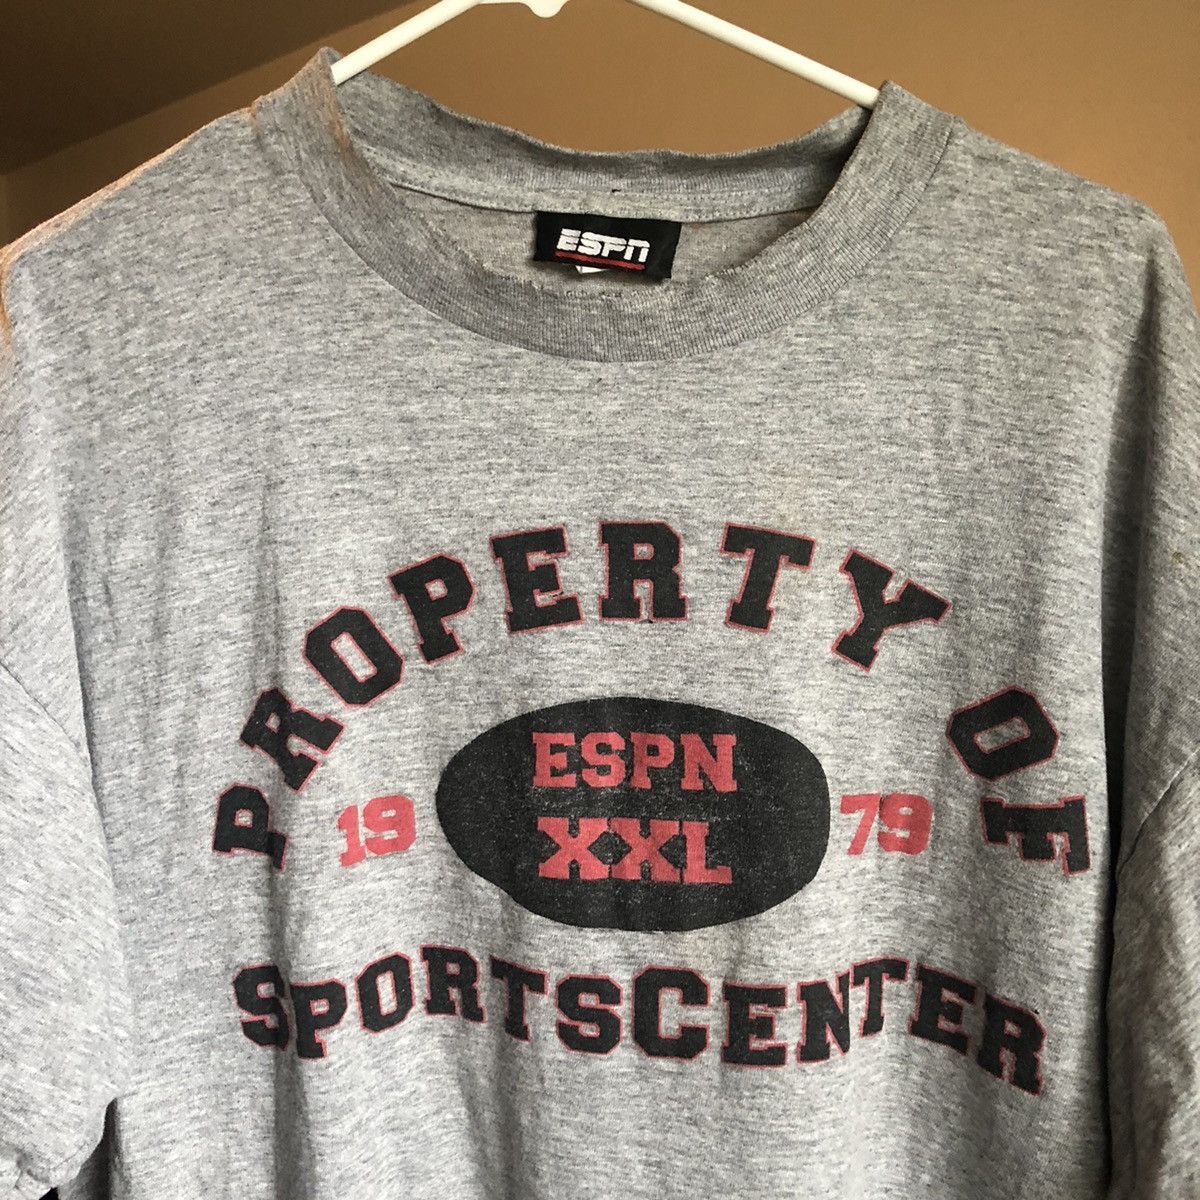 ESPN
PROPERTY OF
ESPN
19 79
XXL
SPORTSCENTER